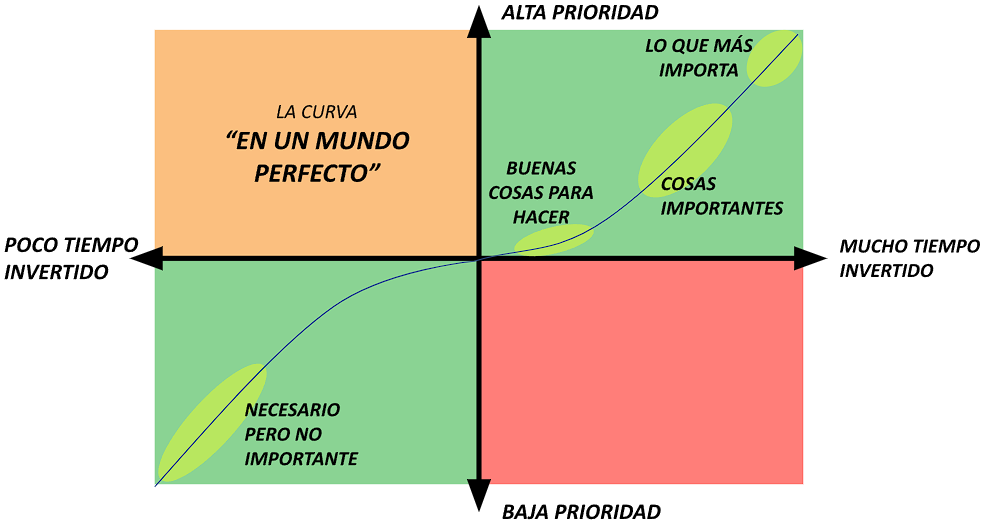 ALTA PRIORIDAD
LO QUE MÁS
IMPORTA
LA CURVA
“EN UN MUNDO
PERFECTO”
BUENAS
COSAS PARA
HACER
COSAS
IMPORTANTES
POCO TIEMPO
INVERTIDO
MUCHO TIEMPO
INVERTIDO
NECESARIO
PERO NO
IMPORTANTE
BAJA PRIORIDAD